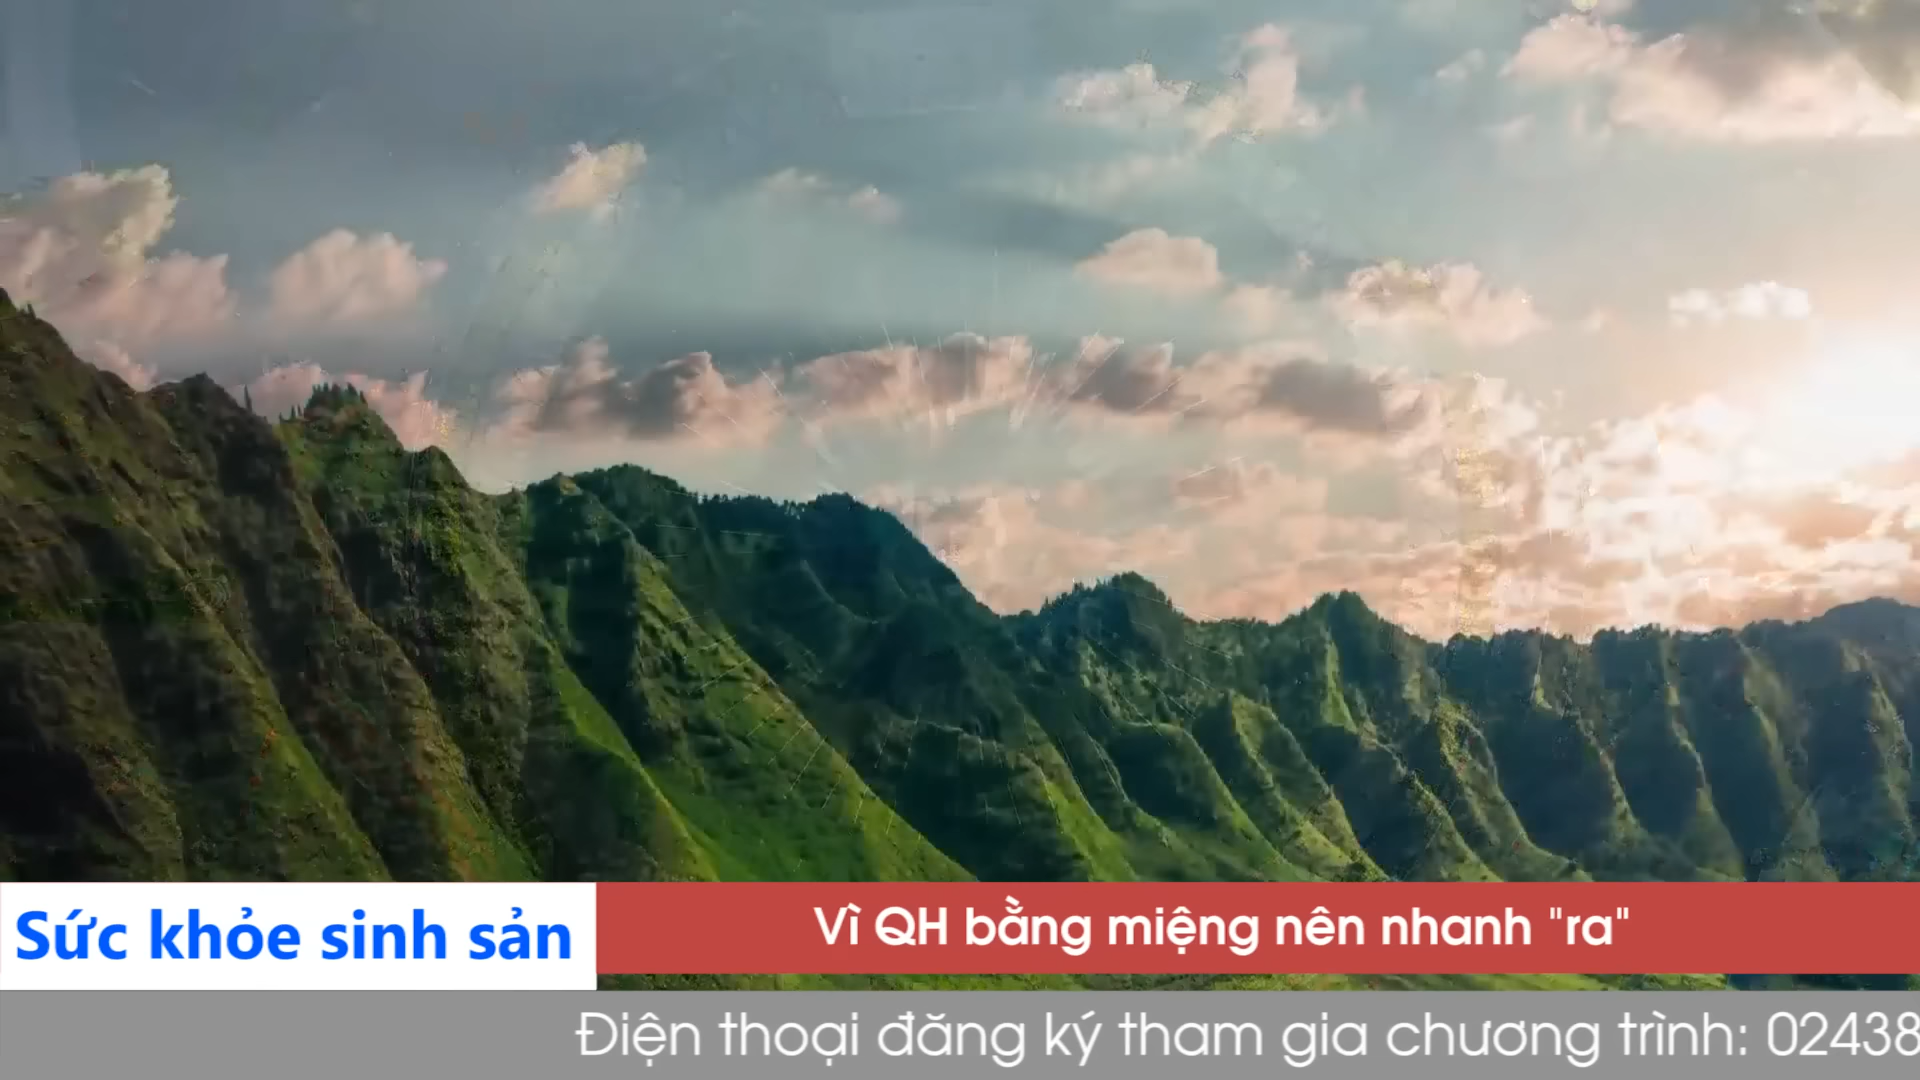 Sức khỏe sinh sản
Vì QH bằng miệng nên nhanh "ra"
Điện thoại đăng ký tham gia chương trình: 02438